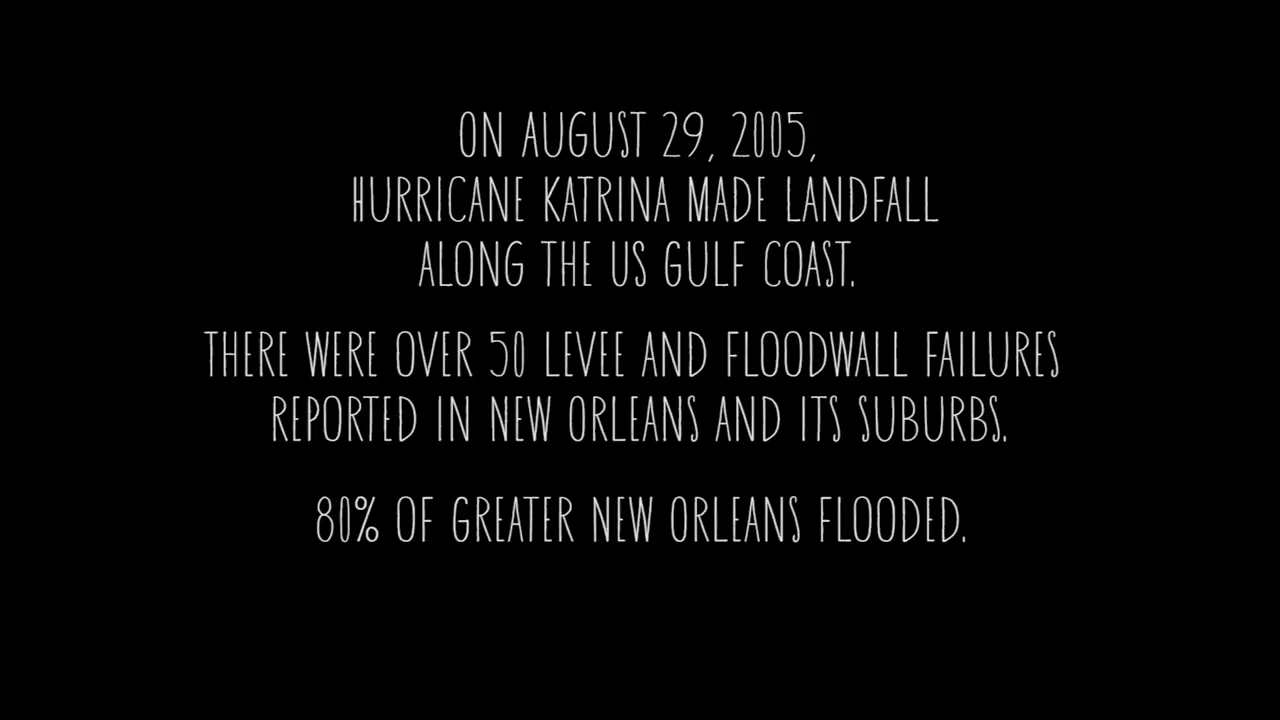 ON AUGUST 29, 2005,
HURRICANE KATRINA MADE LANDFALL
ALONG THE US GULF COAST.
THERE WERE OVER 50 LEVEE AND FLOODWALL FAILURES
REPORTED IN NEW ORLEANS AND ITS SUBURBS.
80% OF GREATER NEW ORLEANS FLOODED.